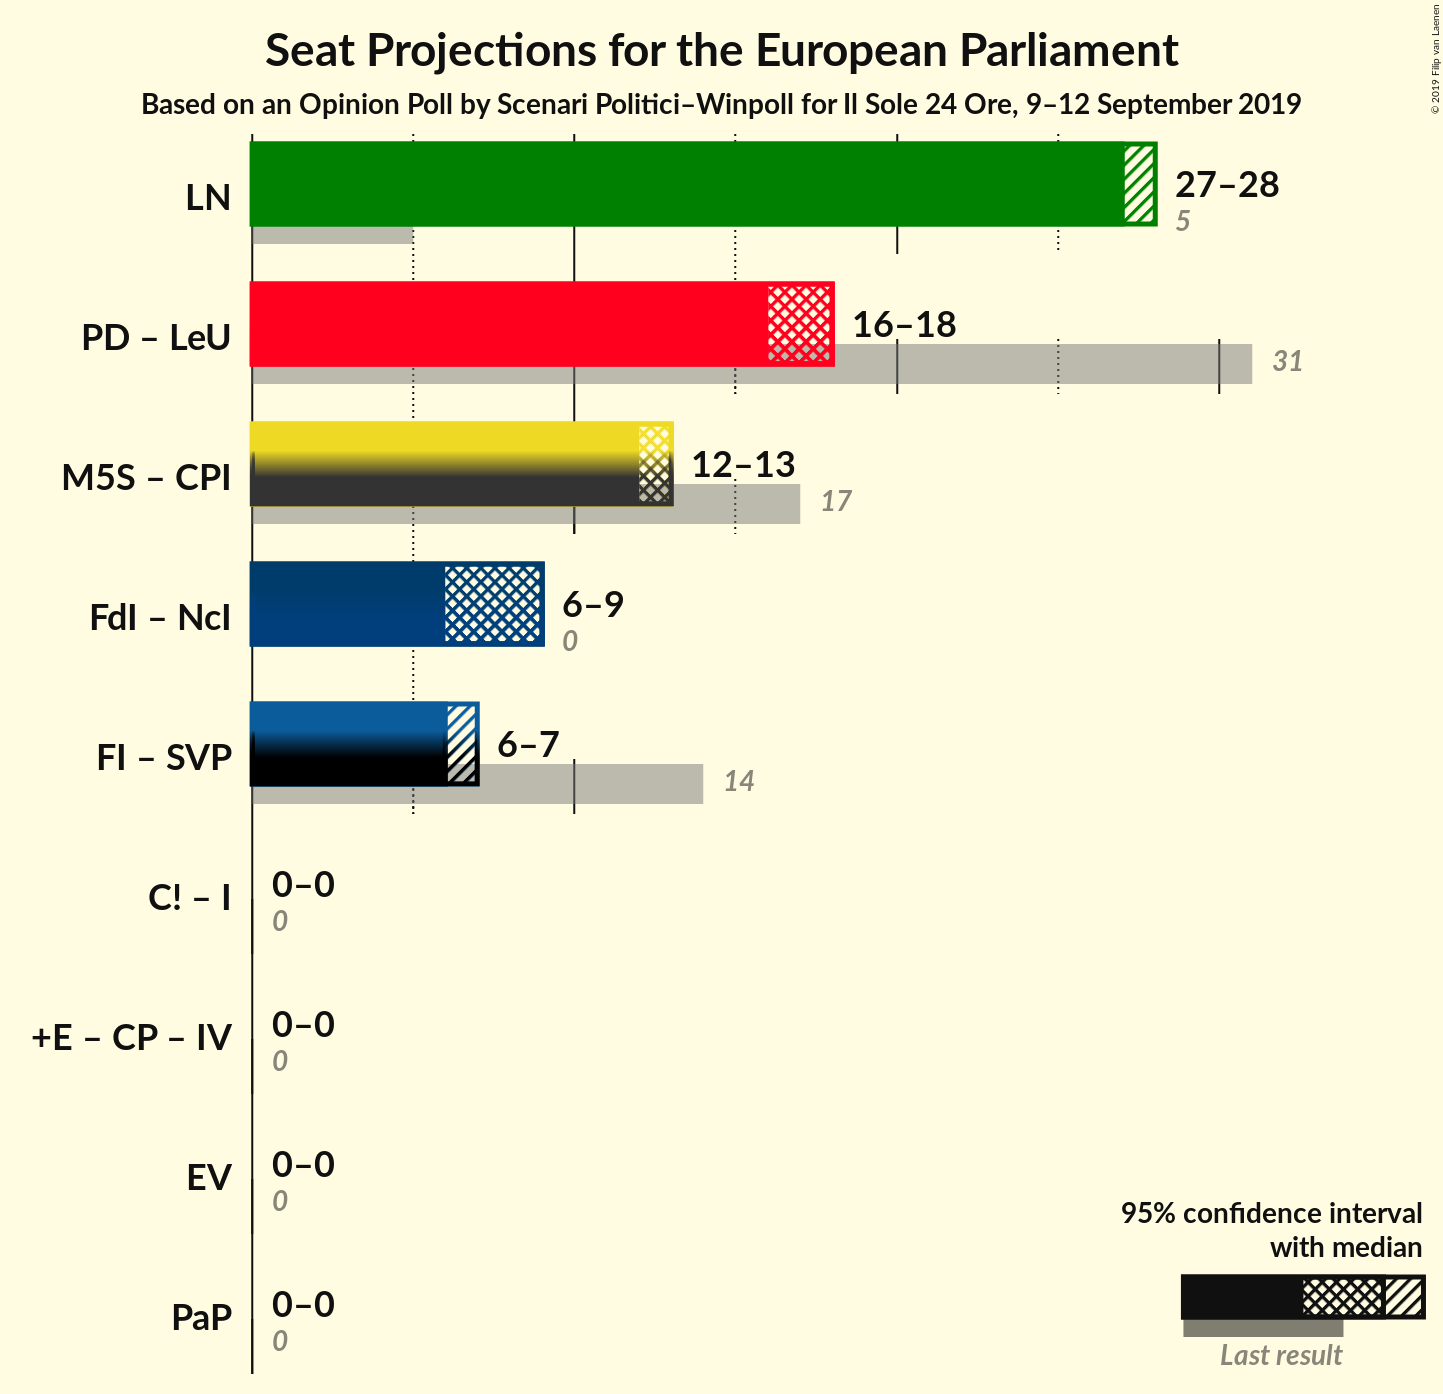 Seat Projections for the European Parliament
Based on an Opinion Poll by Scenari Politici–Winpoll for Il Sole 24 Ore, 9–12 September 2019
© 2019 Filip van Laenen
LN
27–28
5
PD – LeU
16–18
31
M5S – CPI
12–13
17
FdI – NcI
6–9
0
FI – SVP
6–7
14
C! – I
0–0
0
+E – CP – IV
0–0
0
EV
0–0
0
PaP
0–0
0
95% confidence interval
with median
Last result